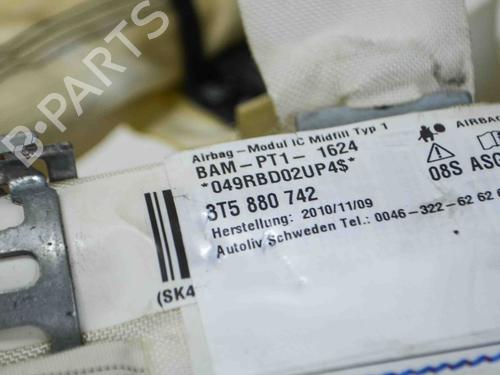 B-PARTS
Airbag-Modul IC Midfill Typ 1
BAM-PT1- 1624
*049RBD02UP4$*
3T5 880 742
Herstellung: 2010/11/09
Autoliv Schweden Tel.: 0046-322-62 62
(SK4
AIRBAG
08S ASG